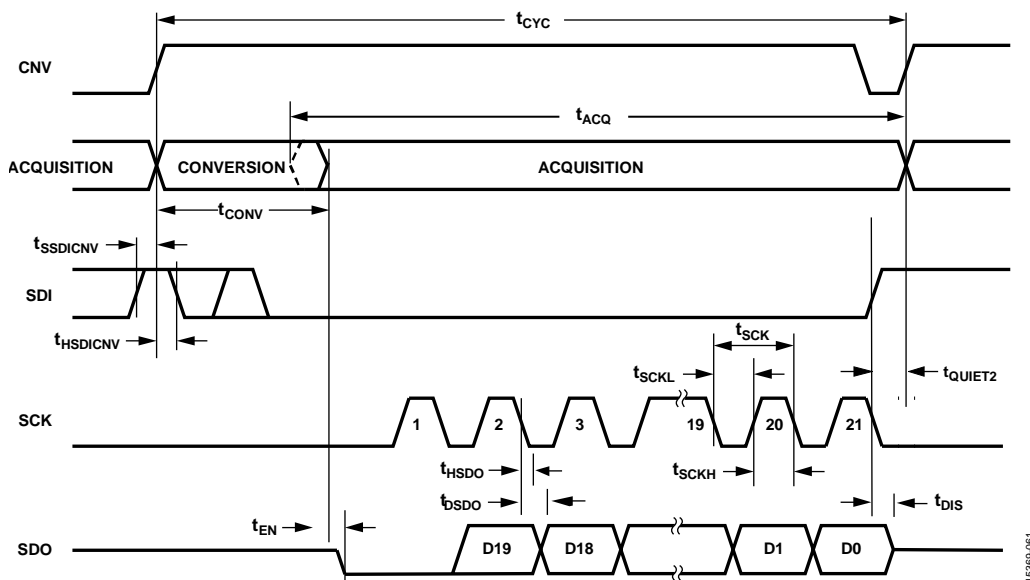 tCYC
CNV
tACQ
ACQUISITION CONVERSION ACQUISITION
tCONV
tSSDICNV
SDI
tHSDICNV
tSCK
tSCKL
tQUIET2
SCK 1 2 3 19 20 21
tHSDO
tSCKH
tDSDO
tDIS
tEN
SDO D19 D18 D1 D0